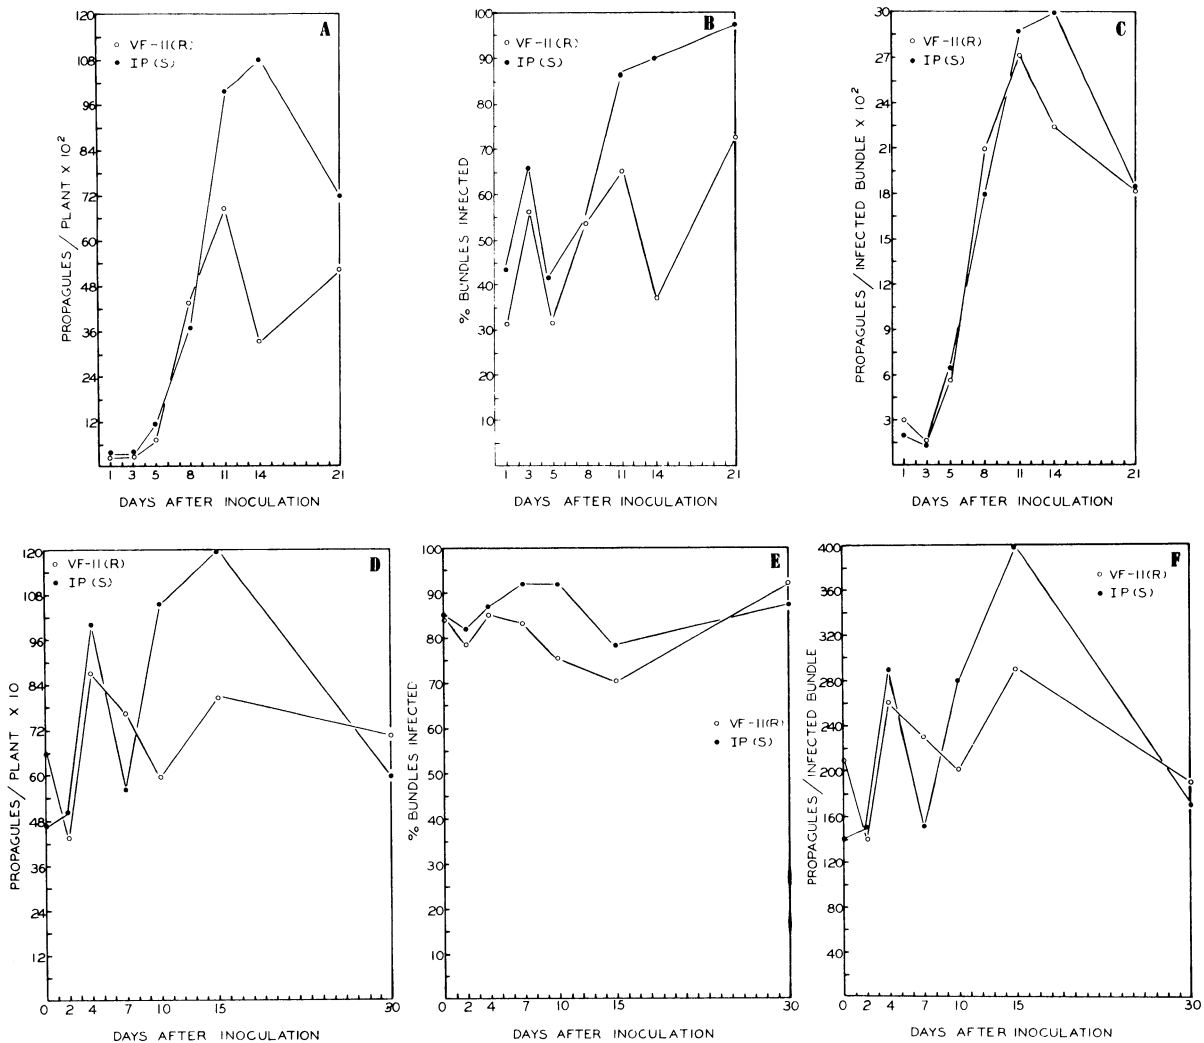 A
VF-11(R)
IP(S)
120
108
96
84
72
60
48
36
24
12
PROPAGULES / PLANT X 10²
1 3 5 8 11 14 21
DAYS AFTER INOCULATION
B
VF-11(R)
IP(S)
100
90
80
70
60
50
40
30
20
10
% BUNDLES INFECTED
1 3 5 8 11 14 21
DAYS AFTER INOCULATION
C
VF-11(R)
IP(S)
30
27
24
21
18
15
12
9
6
3
PROPAGULES / INFECTED BUNDLE X 10²
1 3 5 8 11 14 21
DAYS AFTER INOCULATION
D
VF-11(R)
IP(S)
120
108
96
84
72
60
48
36
24
12
PROPAGULES / PLANT X 10
0 2 4 7 10 15 30
DAYS AFTER INOCULATION
E
VF-11(R)
IP(S)
100
90
80
70
60
50
40
30
20
10
% BUNDLES INFECTED
0 2 4 7 10 15 30
DAYS AFTER INOCULATION
F
VF-11(R)
IP(S)
400
360
320
280
240
200
160
120
80
40
PROPAGULES / INFECTED BUNDLE
0 2 4 7 10 15 30
DAYS AFTER INOCULATION